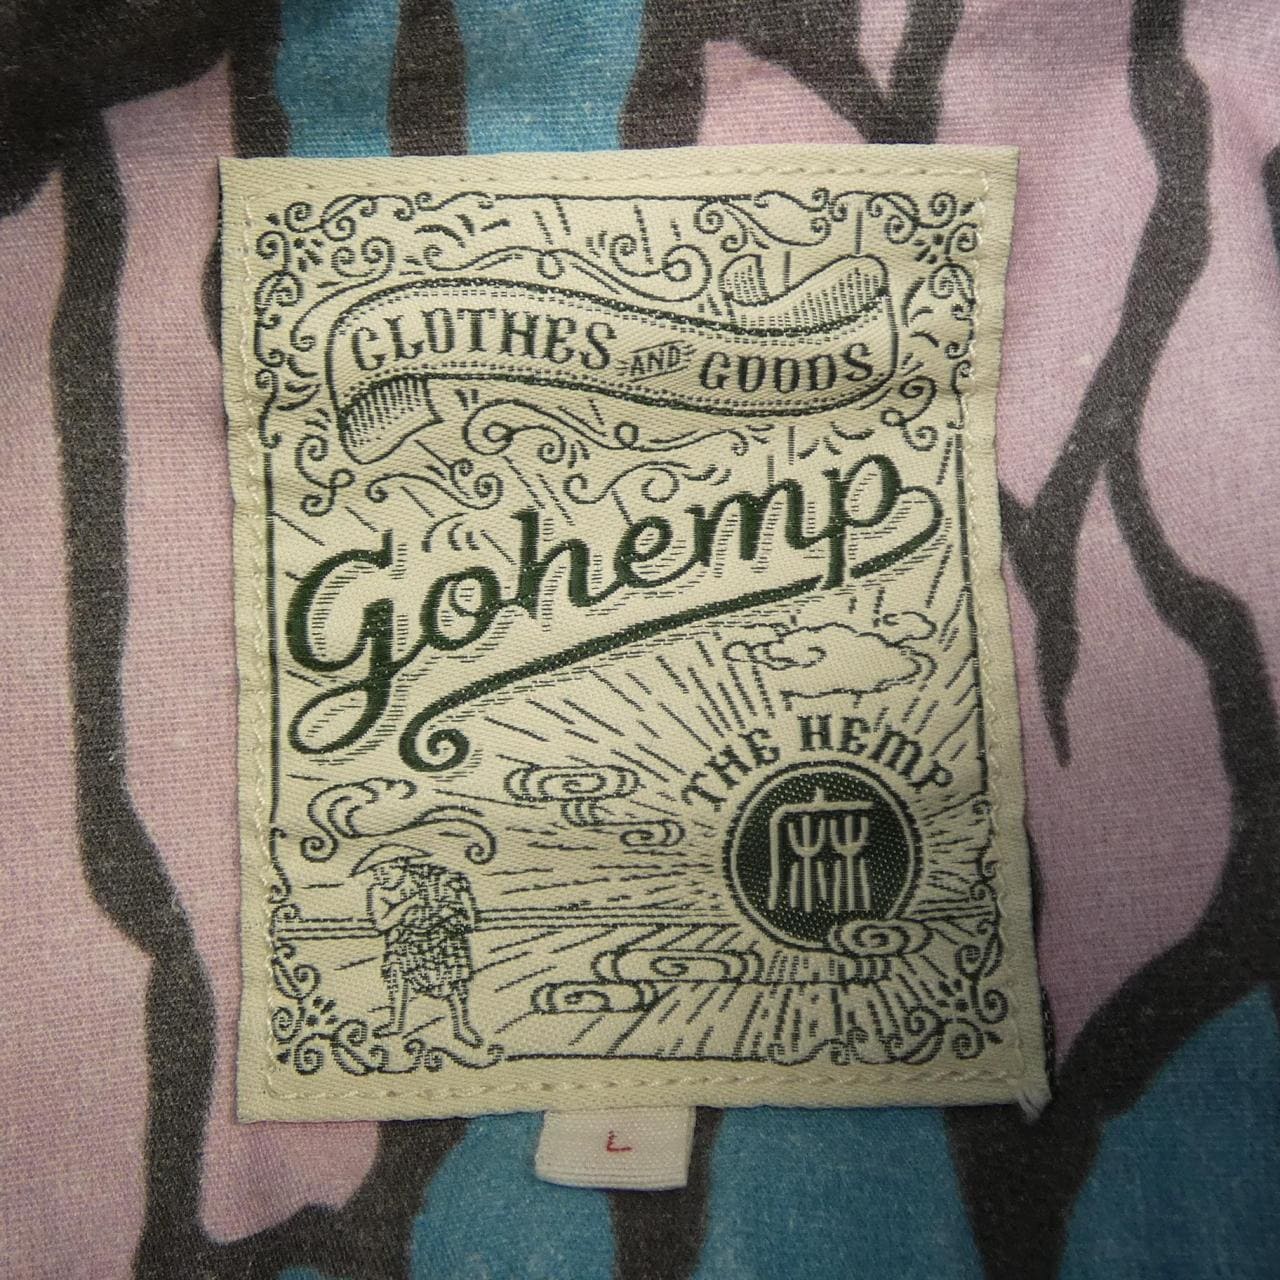 CLOTHES AND GOODS
Gohemp
THE HEMP
麻
L